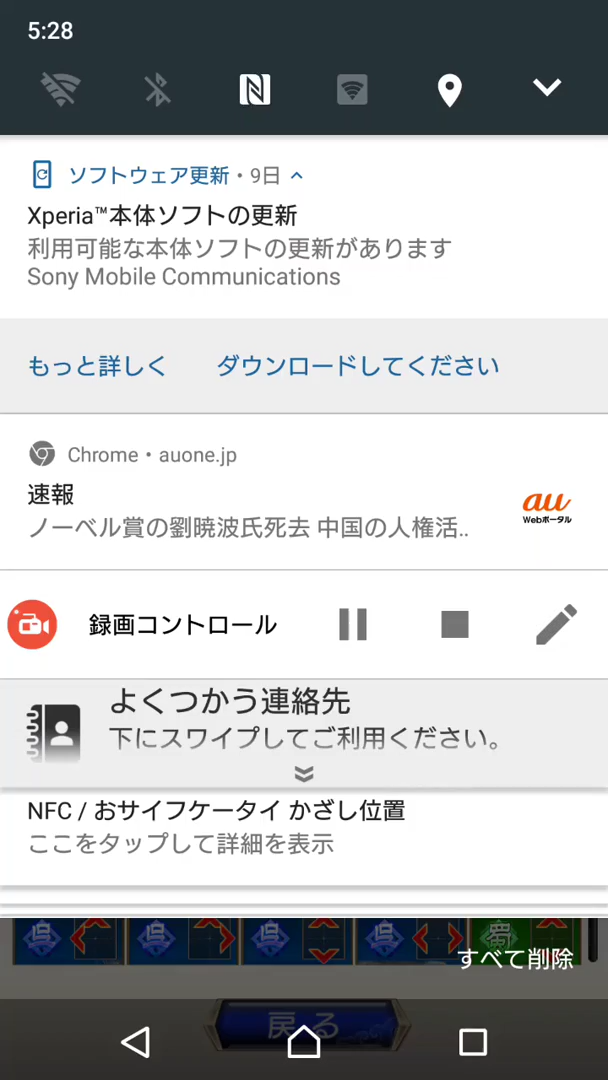 5:28
ソフトウェア更新・9日
Xperia™本体ソフトの更新
利用可能な本体ソフトの更新があります
Sony Mobile Communications
もっと詳しく ダウンロードしてください
Chrome・auone.jp
速報
ノーベル賞の劉暁波氏死去 中国の人権活..
au
Webポータル
録画コントロール
よくつかう連絡先
下にスワイプしてご利用ください。
NFC / おサイフケータイ かざし位置
ここをタップして詳細を表示
呉 呉 呉 呉 蜀
すべて削除
戻る